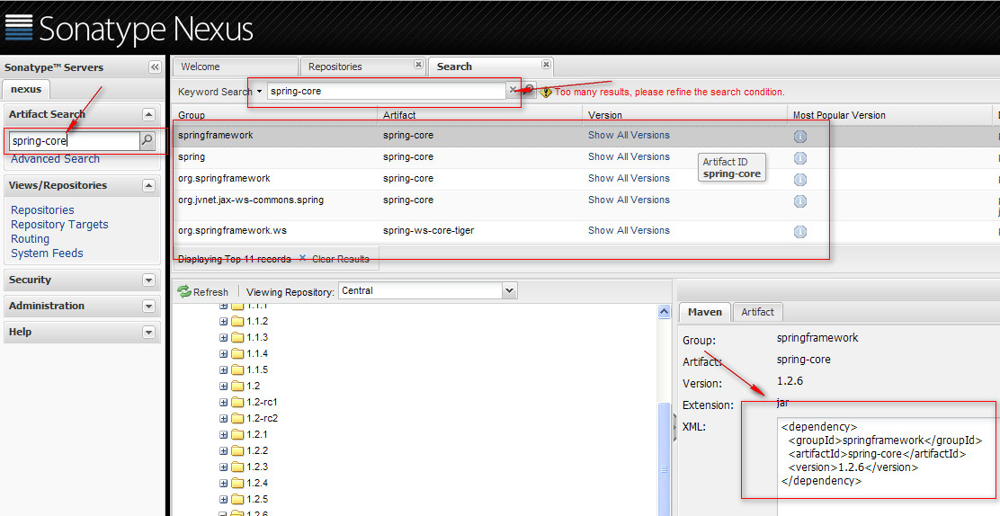 Sonatype Nexus
Sonatype™ Servers
nexus
Artifact Search
spring-core
Advanced Search
Views/Repositories
Repositories
Repository Targets
Routing
System Feeds
Security
Administration
Help
Welcome
Repositories
Search
Keyword Search
spring-core
Too many results, please refine the search condition.
Group Artifact Version Most Popular Version
springframework spring-core Show All Versions
spring spring-core Show All Versions
org.springframework spring-core Show All Versions
org.jvnet.jax-ws-commons.spring spring-core Show All Versions
org.springframework.ws spring-ws-core-tiger Show All Versions
Artifact ID
spring-core
Displaying Top 11 records Clear Results
Refresh Viewing Repository: Central
1.1.1
1.1.2
1.1.3
1.1.4
1.1.5
1.2
1.2-rc1
1.2-rc2
1.2.1
1.2.2
1.2.3
1.2.4
1.2.5
1.2.6
Maven
Artifact
Group: springframework
Artifact: spring-core
Version: 1.2.6
Extension: jar
XML:
<dependency>
<groupId>springframework</groupId>
<artifactId>spring-core</artifactId>
<version>1.2.6</version>
</dependency>